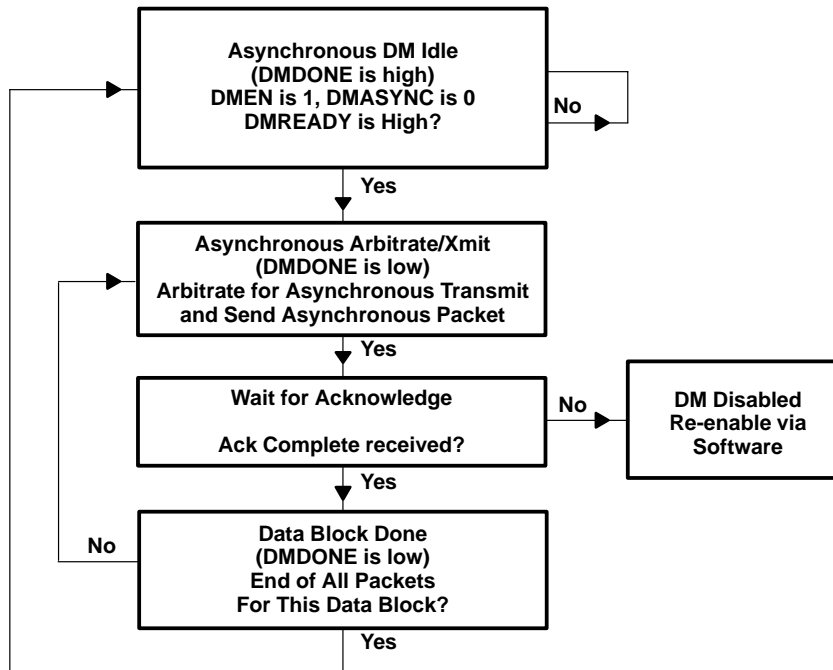 Asynchronous DM Idle
(DMDONE is high)
DMEN is 1, DMASYNC is 0
DMREADY is High?
No
Yes
Asynchronous Arbitrate/Xmit
(DMDONE is low)
Arbitrate for Asynchronous Transmit
and Send Asynchronous Packet
Yes
Wait for Acknowledge
Ack Complete received?
No
DM Disabled
Re-enable via
Software
Yes
Data Block Done
(DMDONE is low)
End of All Packets
For This Data Block?
No
Yes